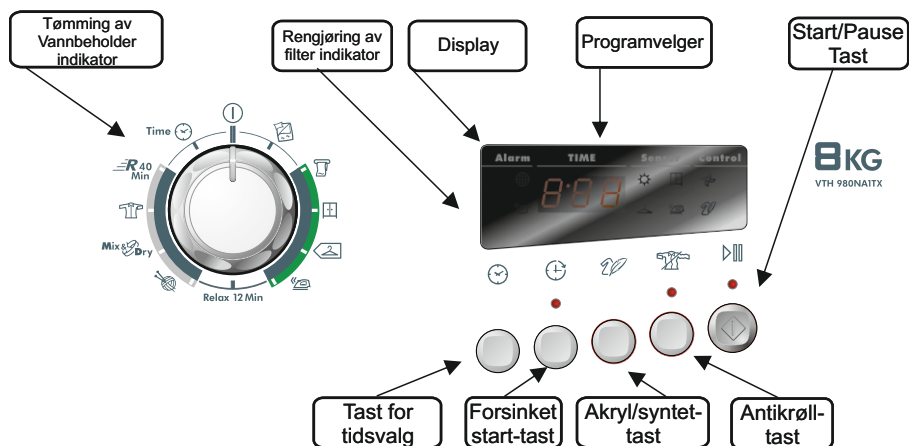 Tømming av
Vannbeholder
indikator
Rengjøring av
filter indikator
Display
Programvelger
Start/Pause
Tast
Time
R 40
Min
Mix&Dry
Relax 12 Min
Alarm TIME Sensor Control
8:08
8KG
VTH 980NA1TX
Tast for
tidsvalg
Forsinket
start-tast
Akryl/syntet-
tast
Antikrøll-
tast